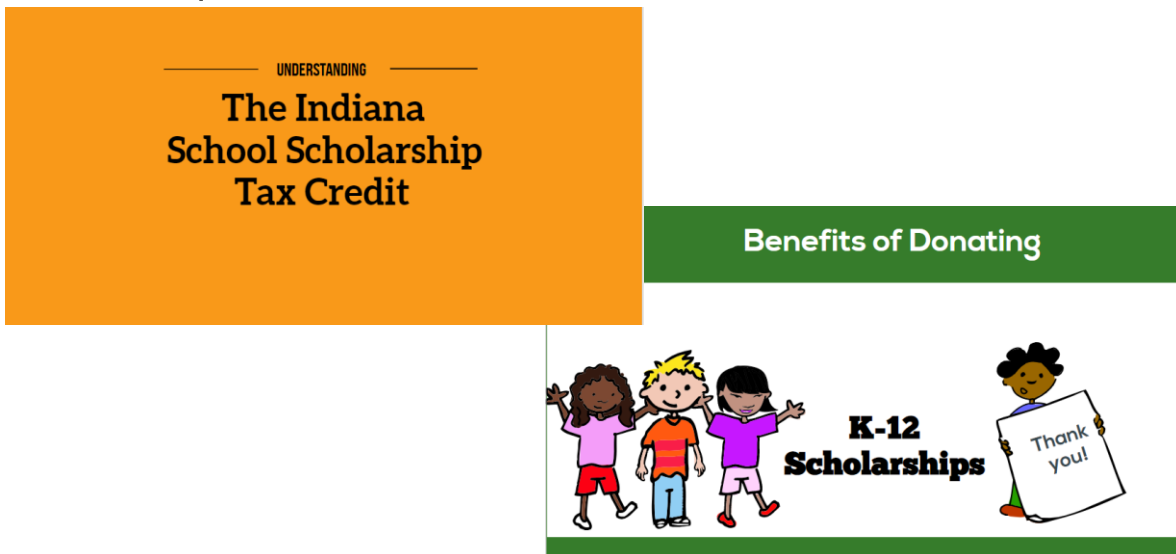 UNDERSTANDING
The Indiana
School Scholarship
Tax Credit
Benefits of Donating
K-12
Scholarships
Thank
you!